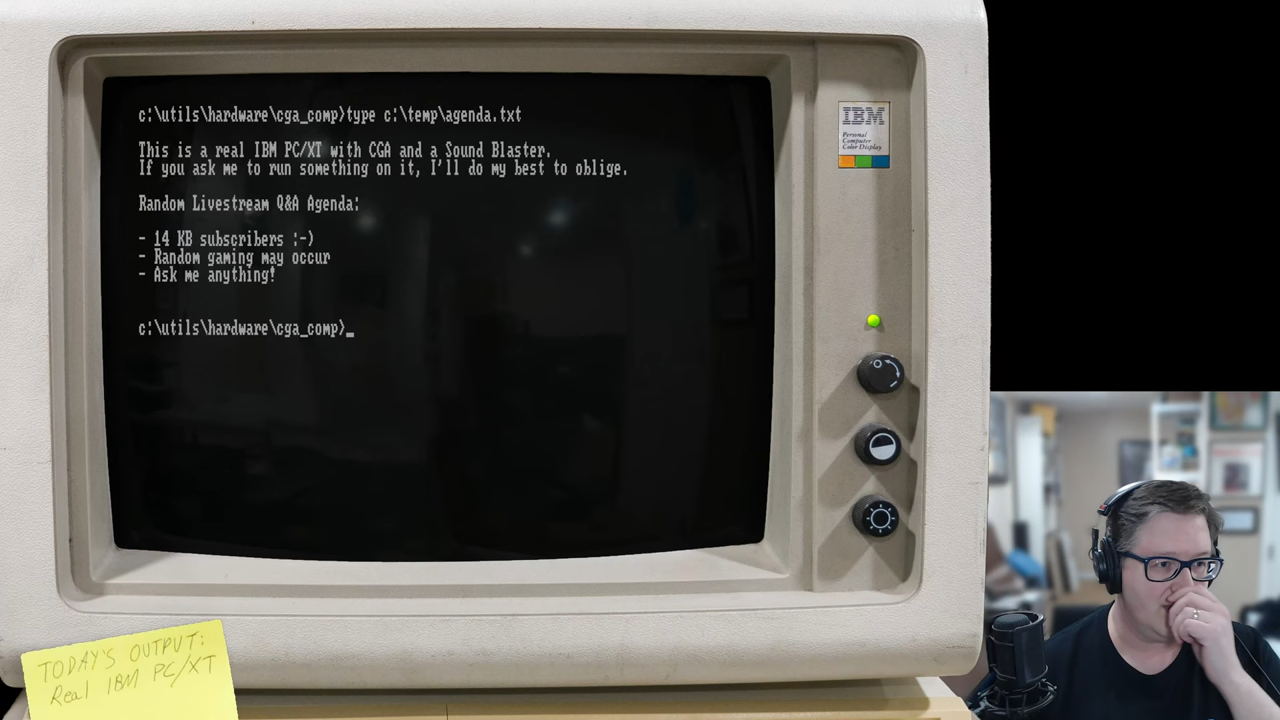 c:\utils\hardware\cga_comp>type c:\temp\agenda.txt
This is a real IBM PC/XT with CGA and a Sound Blaster.
If you ask me to run something on it, I'll do my best to oblige.
Random Livestream Q&A Agenda:
- 14 KB subscribers :-)
- Random gaming may occur
- Ask me anything!
c:\utils\hardware\cga_comp>_
IBM
Personal
Computer
Color Display
TODAY'S OUTPUT:
Real IBM PC/XT